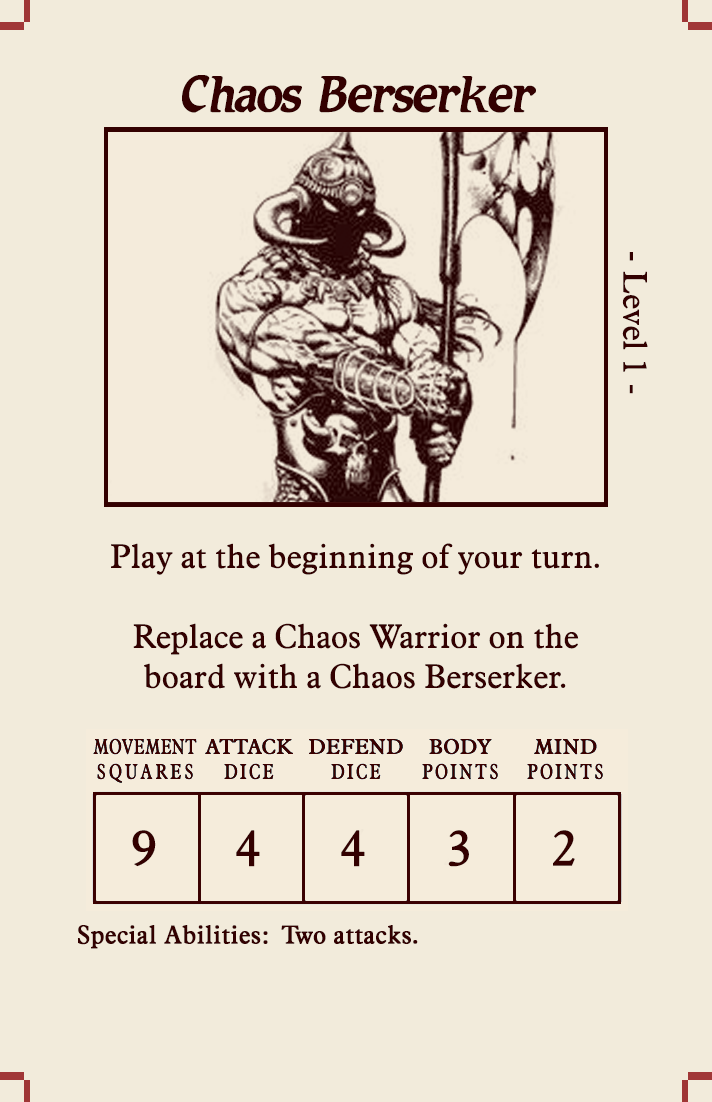 Chaos Berserker
- Level 1 -
Play at the beginning of your turn.
Replace a Chaos Warrior on the
board with a Chaos Berserker.
MOVEMENT SQUARES ATTACK DICE DEFEND DICE BODY POINTS MIND POINTS
9 4 4 3 2
Special Abilities: Two attacks.